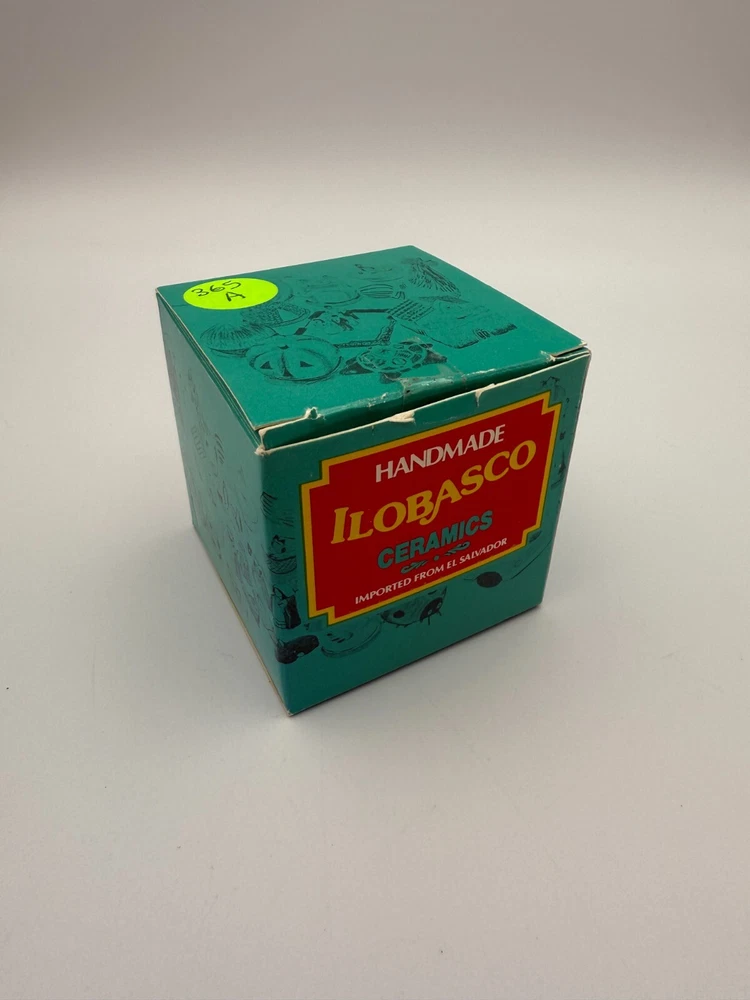 365
A
HANDMADE
ILOBASCO
CERAMICS
IMPORTED FROM EL SALVADOR